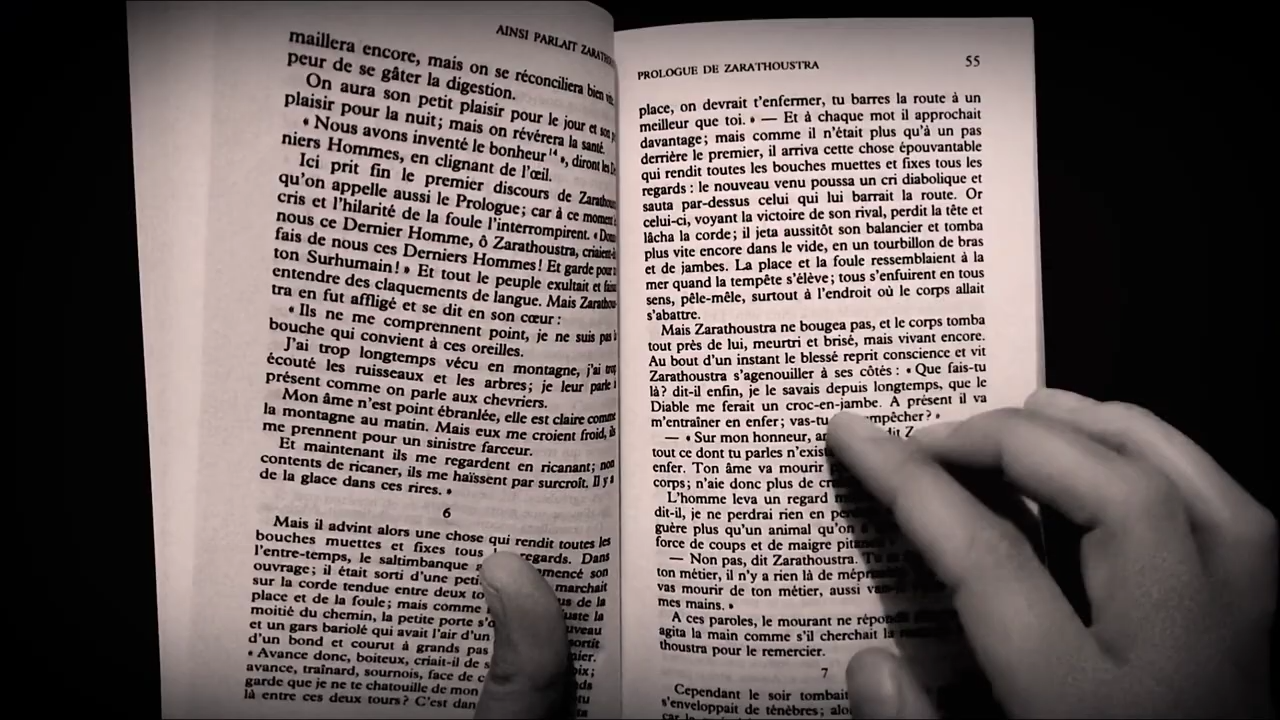 AINSI PARLAIT
maillera encore, mais on se réconciliera bien
peur de se gâter la digestion.
On aura son petit plaisir pour le jour et son
plaisir pour la nuit; mais on révérera la santé.
« Nous avons inventé le bonheur 14 », diront les
niers Hommes, en clignant de l'œil.
Ici prit fin le premier discours de
qu'on appelle aussi le Prologue; car à ce moment
cris et l'hilarité de la foule l'interrompirent. «
nous ce Dernier Homme, ô Zarathoustra,
fais de nous ces Derniers Hommes! Et garde pour
ton Surhumain! » Et tout le peuple exultait et
entendre des claquements de langue. Mais
tra en fut affligé et se dit en son cœur :
« Ils ne me comprennent point, je ne suis pas
bouche qui convient à ces oreilles.
J'ai trop longtemps vécu en montagne, j'ai trop
écouté les ruisseaux et les arbres; je leur parle à
présent comme on parle aux chevriers.
Mon âme n'est point ébranlée, elle est claire comme
la montagne au matin. Mais eux me croient froid, ils
me prennent pour un sinistre farceur.
Et maintenant ils me regardent en ricanant; non
contents de ricaner, ils me haïssent par surcroît. Il y a
de la glace dans ces rires. »
6
Mais il advint alors une chose qui rendit toutes les
bouches muettes et fixes tous regards. Dans
l'entre-temps, le saltimbanque son
ouvrage; il était sorti d'une marchait
sur la corde tendue entre deux de la
place et de la foule; mais comme
moitié du chemin, la petite porte
et un gars bariolé qui avait l'air d'un
d'un bond et courut à grands pas
« Avance donc, boiteux, criait-il de
avance, traînard, sournois, face de
garde que je ne te chatouille de mon
là entre ces deux tours? C'est
PROLOGUE DE ZARATHOUSTRA 55
place, on devrait t'enfermer, tu barres la route à un
meilleur que toi. » — Et à chaque mot il approchait
davantage; mais comme il n'était plus qu'à un pas
derrière le premier, il arriva cette chose épouvantable
qui rendit toutes les bouches muettes et fixes tous les
regards : le nouveau venu poussa un cri diabolique et
sauta par-dessus celui qui lui barrait la route. Or
celui-ci, voyant la victoire de son rival, perdit la tête et
lâcha la corde; il jeta aussitôt son balancier et tomba
plus vite encore dans le vide, en un tourbillon de bras
et de jambes. La place et la foule ressemblaient à la
mer quand la tempête s'élève; tous s'enfuirent en tous
sens, pêle-mêle, surtout à l'endroit où le corps allait
s'abattre.
Mais Zarathoustra ne bougea pas, et le corps tomba
tout près de lui, meurtri et brisé, mais vivant encore.
Au bout d'un instant le blessé reprit conscience et vit
Zarathoustra s'agenouiller à ses côtés : « Que fais-tu
là? dit-il enfin, je le savais depuis longtemps, que le
Diable me ferait un croc-en-jambe. A présent il va
m'entraîner en enfer; vas-tu »
— « Sur mon honneur, dit
tout ce dont tu parles
enfer. Ton âme va mourir
corps; n'aie donc plus de
L'homme leva un regard
dit-il, je ne perdrai rien en
guère plus qu'un animal qu'on
force de coups et de maigre
— Non pas, dit Zarathoustra.
ton métier, il n'y a rien là de
vas mourir de ton métier, aussi
mes mains. »
A ces paroles, le mourant ne
agita la main comme s'il cherchait la
thoustra pour le remercier.
7
Cependant le soir tombait
s'enveloppait de ténèbres;